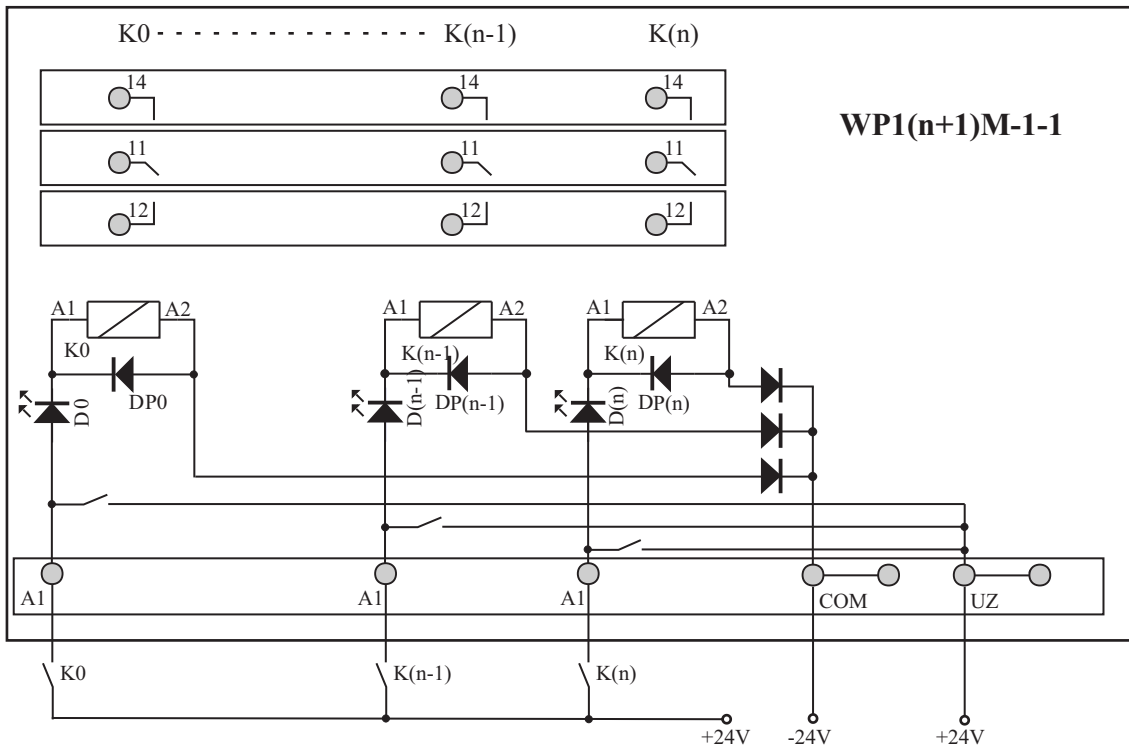 K0 - - - - - - - - - - - - - - - - - - - - K(n-1) K(n)
14 14 14
WP1(n+1)M-1-1
11 11 11
12 12 12
A1 A2 A1 A2 A1 A2
K0 K(n-1) K(n)
DP0 DP(n-1) DP(n)
D0 D(n-1) D(n)
A1 A1 A1 COM UZ
K0 K(n-1) K(n)
+24V -24V +24V